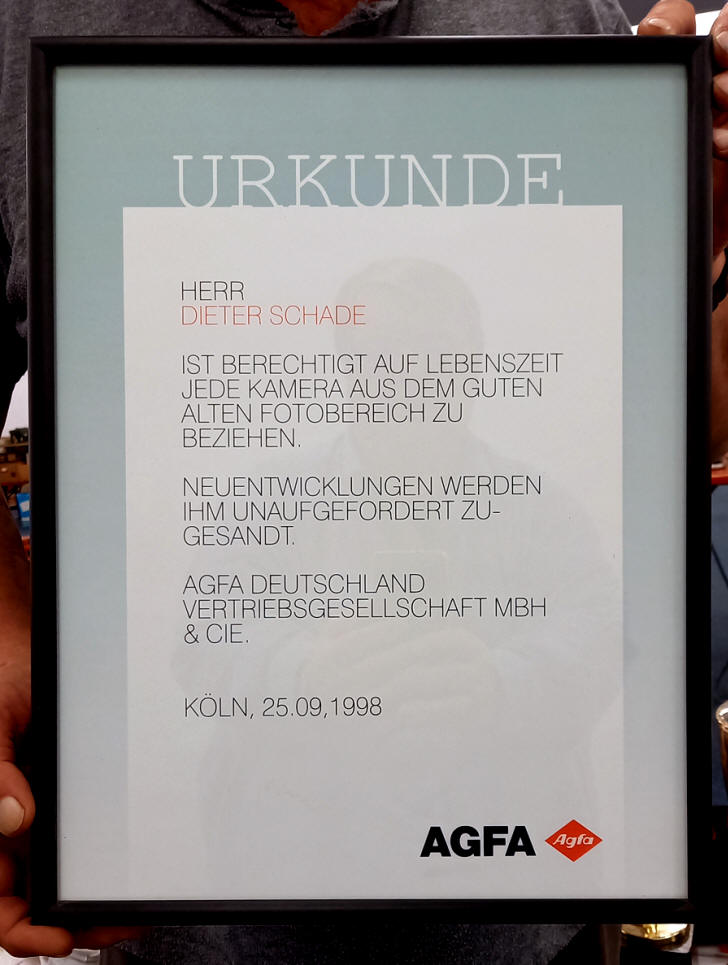 URKUNDE
HERR
DIETER SCHADE
IST BERECHTIGT AUF LEBENSZEIT
JEDE KAMERA AUS DEM GUTEN
ALTEN FOTOBEREICH ZU
BEZIEHEN.
NEUENTWICKLUNGEN WERDEN
IHM UNAUFGEFORDERT ZU-
GESANDT.
AGFA DEUTSCHLAND
VERTRIEBSGESELLSCHAFT MBH
& CIE.
KÖLN, 25.09,1998
AGFA Agfa